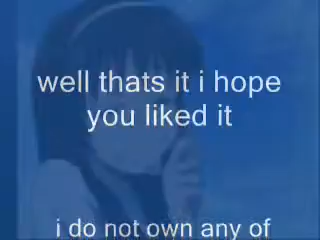 well thats it i hope
you liked it
i do not own any of